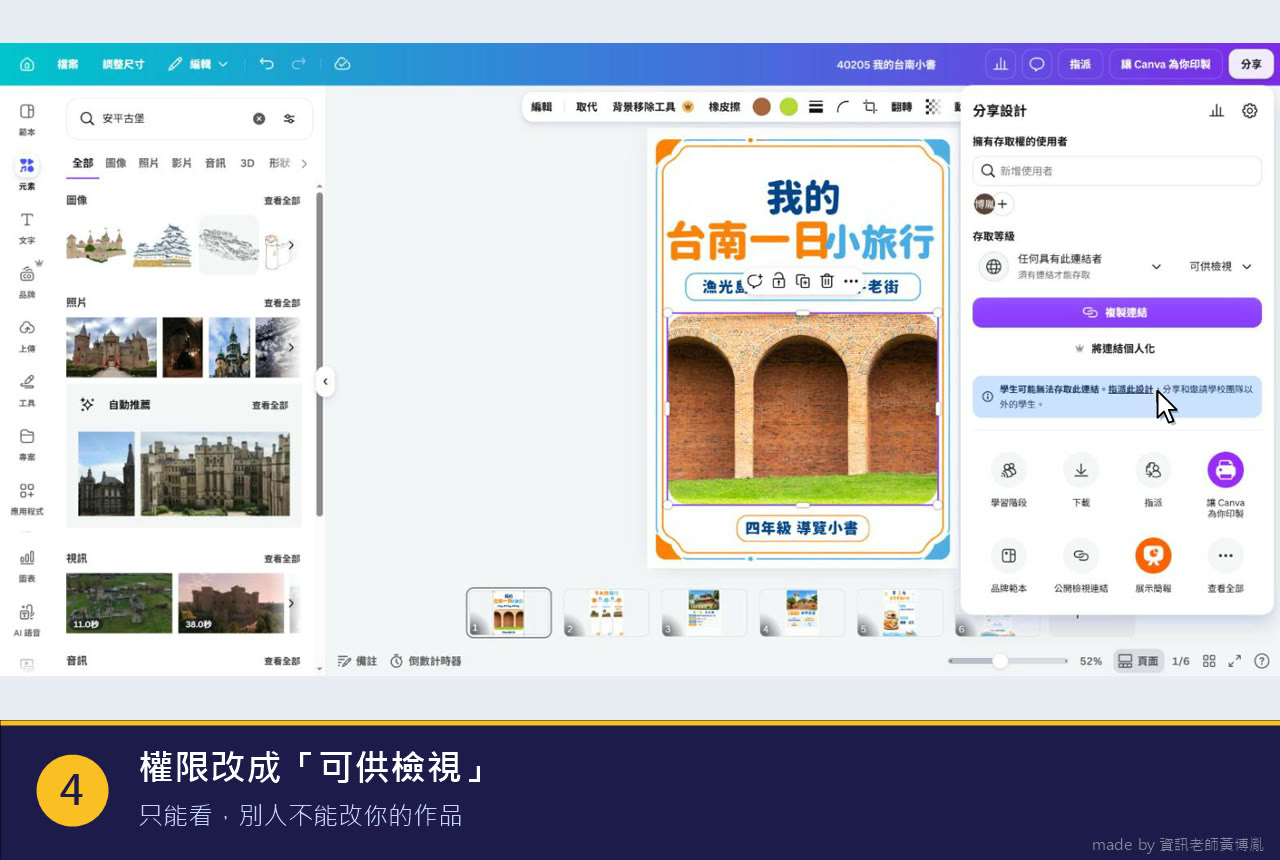 檔案 調整尺寸 編輯 40205 我的台南小書 指派 讓 Canva 為你印製 分享
範本
元素
文字
品牌
上傳
工具
專案
應用程式
圖表
AI 語音
安平古堡
全部 圖像 照片 影片 音訊 3D 形狀
圖像 查看全部
照片 查看全部
自動推薦 查看全部
視訊 查看全部
11.0秒 38.0秒
音訊 查看全部
編輯 取代 背景移除工具 橡皮擦 翻轉
我的
台南一日小旅行
漁光島 老街
四年級 導覽小書
1 2 3 4 5 6
備註 倒數計時器 52% 頁面 1/6
分享設計
擁有存取權的使用者
新增使用者
博胤
存取等級
任何具有此連結者 可供檢視
須有連結才能存取
複製連結
將連結個人化
學生可能無法存取此連結。指派此設計,分享和邀請學校團隊以
外的學生。
學習階段 下載 指派 讓 Canva
為你印製
品牌範本 公開檢視連結 展示簡報 查看全部
4
權限改成「可供檢視」
只能看,別人不能改你的作品
made by 資訊老師黃博胤